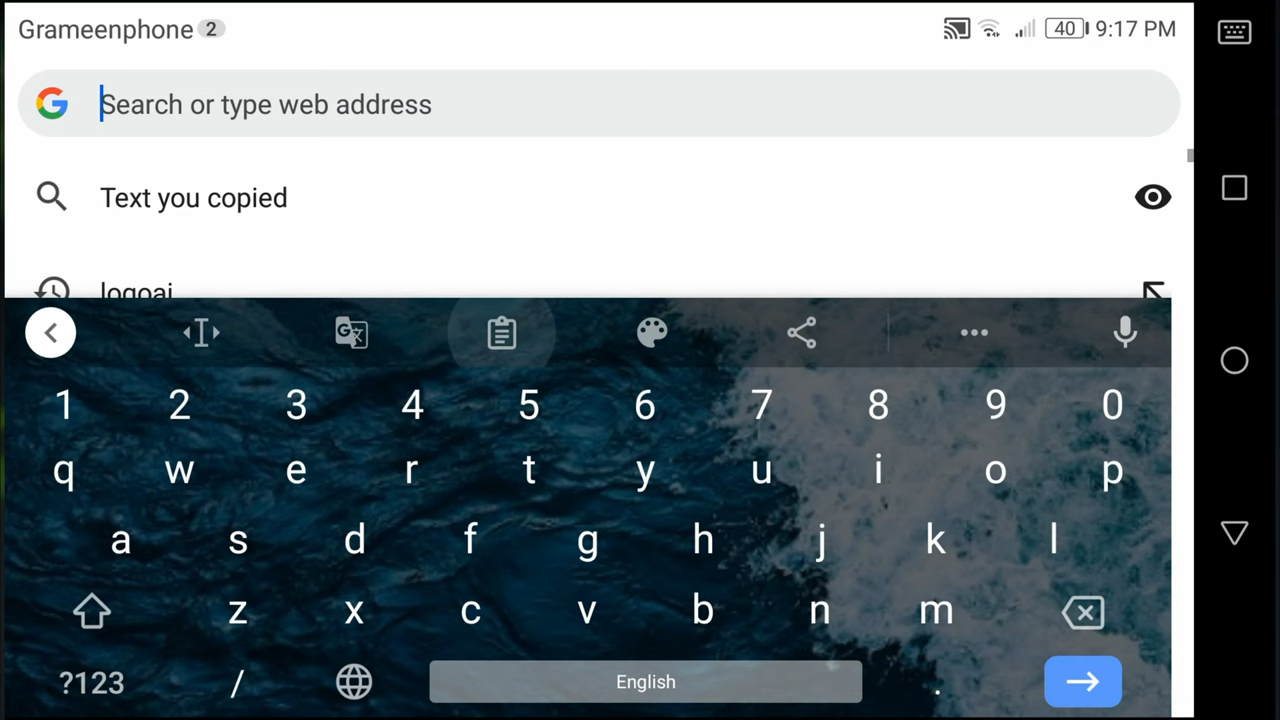 Grameenphone 2 40 9:17 PM
Search or type web address
Text you copied
logoai
1 2 3 4 5 6 7 8 9 0
q w e r t y u i o p
a s d f g h j k l
z x c v b n m
?123 / English .